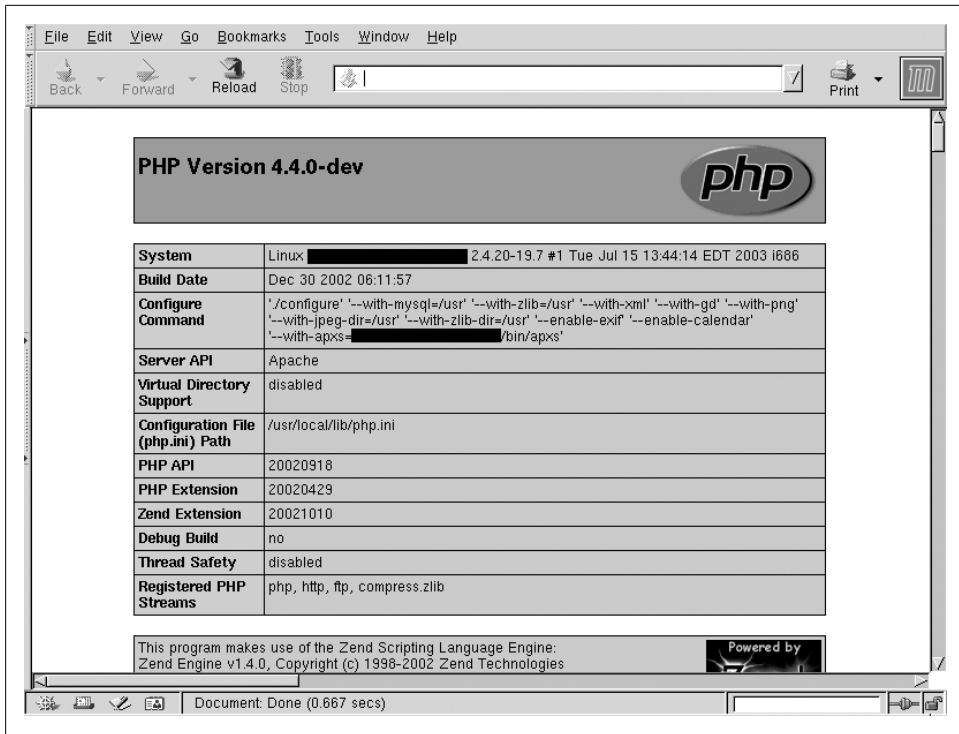 File Edit View Go Bookmarks Tools Window Help
Back Forward Reload Stop Print
PHP Version 4.4.0-dev
php
System Linux 2.4.20-19.7 #1 Tue Jul 15 13:44:14 EDT 2003 i686
Build Date Dec 30 2002 06:11:57
Configure Command './configure' '--with-mysql=/usr' '--with-zlib=/usr' '--with-xml' '--with-gd' '--with-png'
'--with-jpeg-dir=/usr' '--with-zlib-dir=/usr' '--enable-exif' '--enable-calendar'
'--with-apxs= /bin/apxs'
Server API Apache
Virtual Directory Support disabled
Configuration File (php.ini) Path /usr/local/lib/php.ini
PHP API 20020918
PHP Extension 20020429
Zend Extension 20021010
Debug Build no
Thread Safety disabled
Registered PHP Streams php, http, ftp, compress.zlib
This program makes use of the Zend Scripting Language Engine:
Zend Engine v1.4.0, Copyright (c) 1998-2002 Zend Technologies
Powered by
Document: Done (0.667 secs)